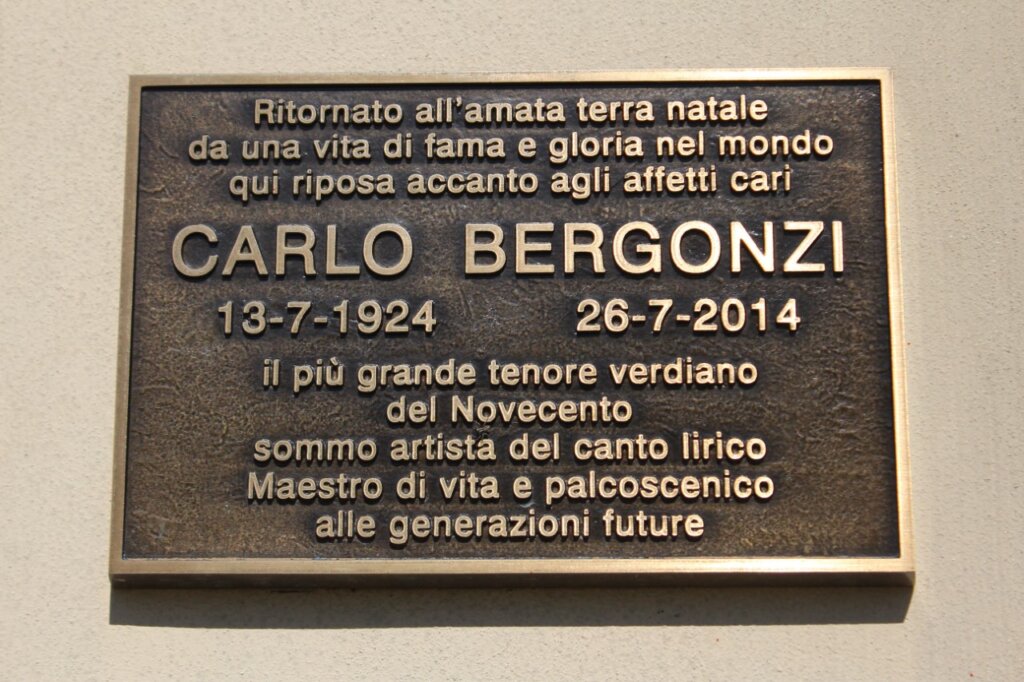 Ritornato all'amata terra natale
da una vita di fama e gloria nel mondo
qui riposa accanto agli affetti cari
CARLO BERGONZI
13-7-1924 26-7-2014
il più grande tenore verdiano
del Novecento
sommo artista del canto lirico
Maestro di vita e palcoscenico
alle generazioni future